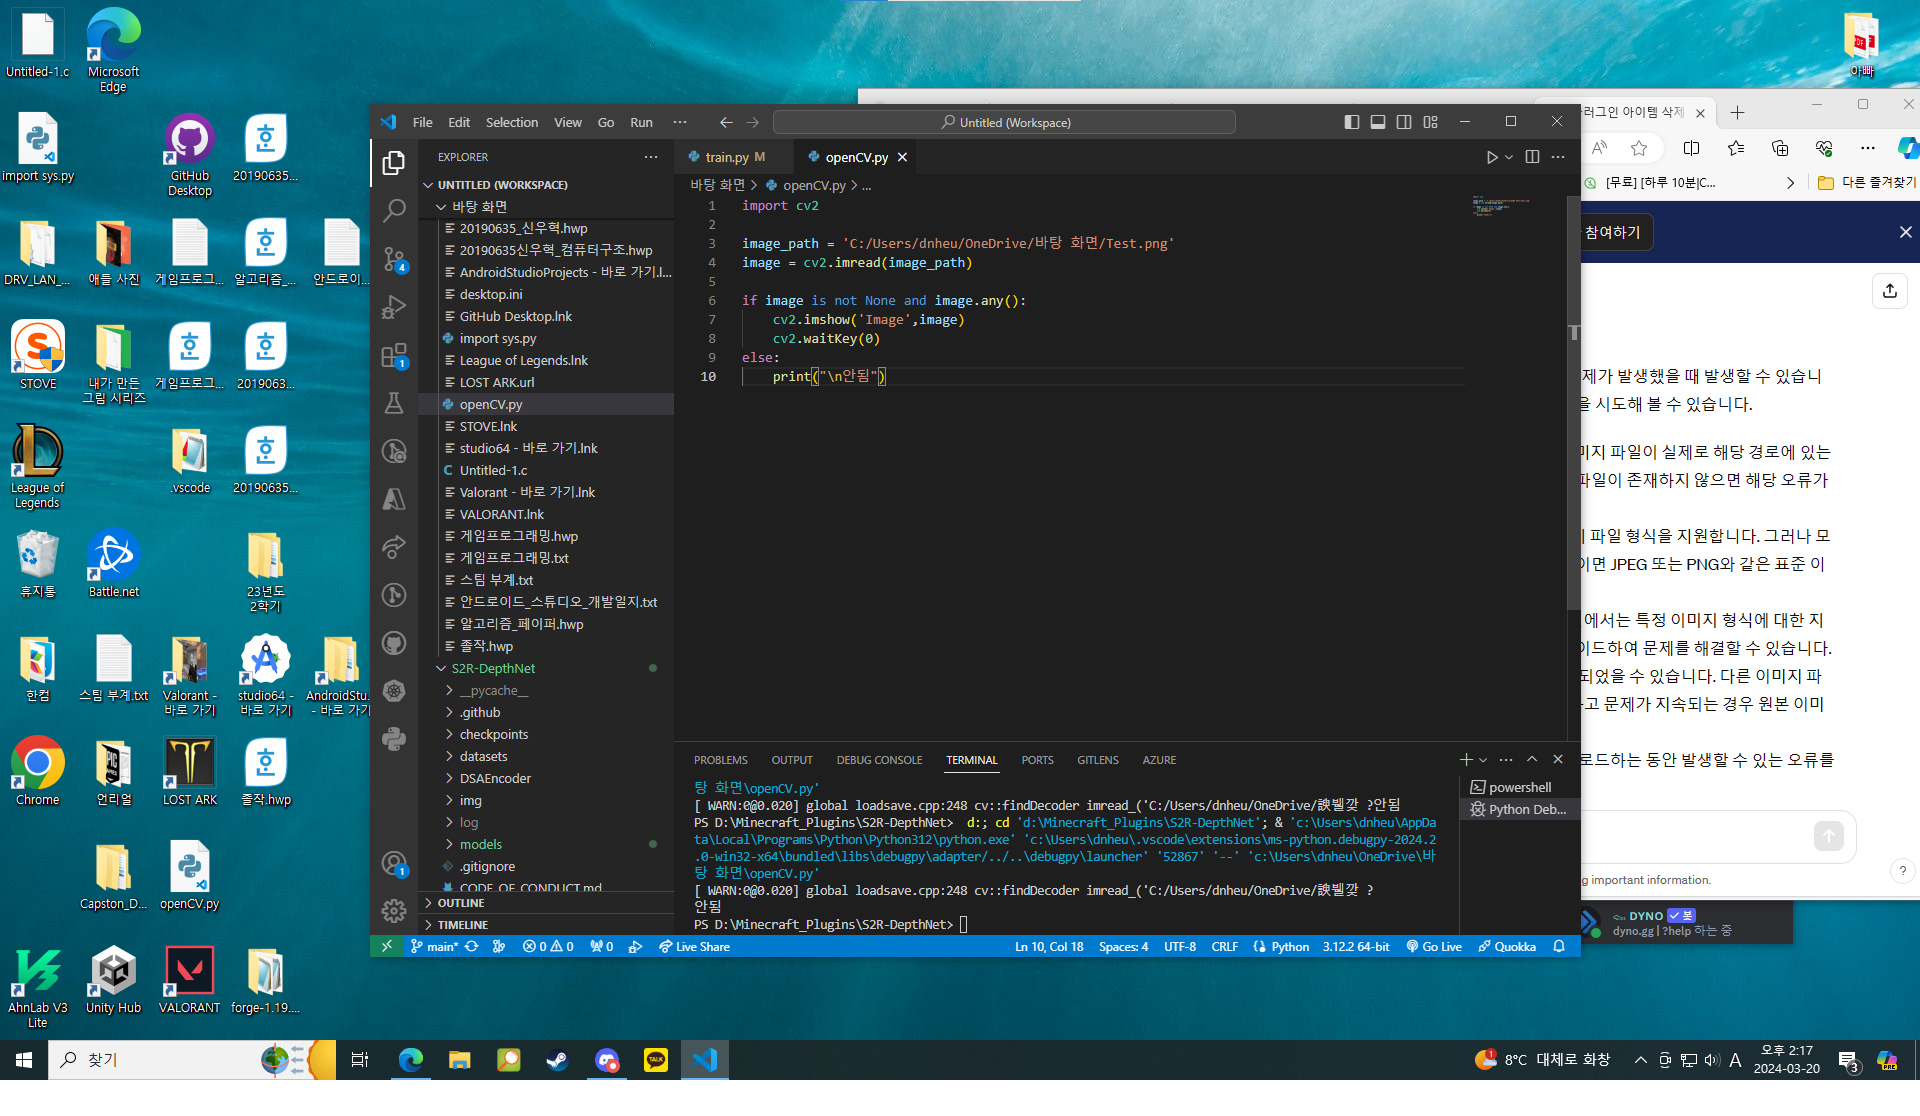 Untitled-1.c
Microsoft
Edge
아빠
import sys.py
GitHub
Desktop
20190635...
DRV_LAN_...
애들 사진
게임프로그...
알고리즘_...
안드로이...
STOVE
내가 만든
그림 시리즈
게임프로그...
2019063...
League of
Legends
.vscode
20190635...
휴지통
Battle.net
23년도
2학기
한컴
스팀 부계.txt
Valorant -
바로 가기
studio64 -
바로 가기
AndroidStu...
- 바로 가기
Chrome
언리얼
LOST ARK
졸작.hwp
Capston_D...
openCV.py
AhnLab V3
Lite
Unity Hub
VALORANT
forge-1.19....
File Edit Selection View Go Run ···
Untitled (Workspace)
EXPLORER
UNTITLED (WORKSPACE)
바탕 화면
20190635_신우혁.hwp
20190635신우혁_컴퓨터구조.hwp
AndroidStudioProjects - 바로 가기.l...
desktop.ini
GitHub Desktop.lnk
import sys.py
League of Legends.lnk
LOST ARK.url
openCV.py
STOVE.lnk
studio64 - 바로 가기.lnk
C Untitled-1.c
Valorant - 바로 가기.lnk
VALORANT.lnk
게임프로그래밍.hwp
게임프로그래밍.txt
스팀 부계.txt
안드로이드_스튜디오_개발일지.txt
알고리즘_페이퍼.hwp
졸작.hwp
S2R-DepthNet
__pycache__
.github
checkpoints
datasets
DSAEncoder
img
log
models
.gitignore
CODE_OF_CONDUCT.md
OUTLINE
TIMELINE
4
1
1
train.py M
openCV.py
바탕 화면 > openCV.py > ...
1 import cv2
2
3 image_path = 'C:/Users/dnheu/OneDrive/바탕 화면/Test.png'
4 image = cv2.imread(image_path)
5
6 if image is not None and image.any():
7 cv2.imshow('Image',image)
8 cv2.waitKey(0)
9 else:
10 print("\n안됨")
PROBLEMS OUTPUT DEBUG CONSOLE TERMINAL PORTS GITLENS AZURE
탕 화면\openCV.py'
[ WARN:0@0.020] global loadsave.cpp:248 cv::findDecoder imread_('C:/Users/dnheu/OneDrive/
?안됨
PS D:\Minecraft_Plugins\S2R-DepthNet> d:; cd 'd:\Minecraft_Plugins\S2R-DepthNet'; & 'c:\Users\dnheu\AppDa
ta\Local\Programs\Python\Python312\python.exe' 'c:\Users\dnheu\.vscode\extensions\ms-python.debugpy-2024.2
.0-win32-x64\bundled\libs\debugpy\adapter/../..\debugpy\launcher' '52867' '--' 'c:\Users\dnheu\OneDrive\바
탕 화면\openCV.py'
[ WARN:0@0.020] global loadsave.cpp:248 cv::findDecoder imread_('C:/Users/dnheu/OneDrive/
?
안됨
PS D:\Minecraft_Plugins\S2R-DepthNet>
powershell
Python Deb...
main* 0 0 0 Live Share
Ln 10, Col 18 Spaces: 4 UTF-8 CRLF Python 3.12.2 64-bit Go Live Quokka
러그인 아이템 삭제
[무료] [하루 10분|C...
다른 즐겨찾기
참여하기
제가 발생했을 때 발생할 수 있습니
을 시도해 볼 수 있습니다.
미지 파일이 실제로 해당 경로에 있는
파일이 존재하지 않으면 해당 오류가
파일 형식을 지원합니다. 그러나 모
이면 JPEG 또는 PNG와 같은 표준 이
에서는 특정 이미지 형식에 대한 지
이드하여 문제를 해결할 수 있습니다.
되었을 수 있습니다. 다른 이미지 파
고 문제가 지속되는 경우 원본 이미
로드하는 동안 발생할 수 있는 오류를
g important information.
?
DYNO 봇
dyno.gg | ?help 하는 중
찾기
TALK
8°C 대체로 화창
A
오후 2:17
2024-03-20
3
PRE